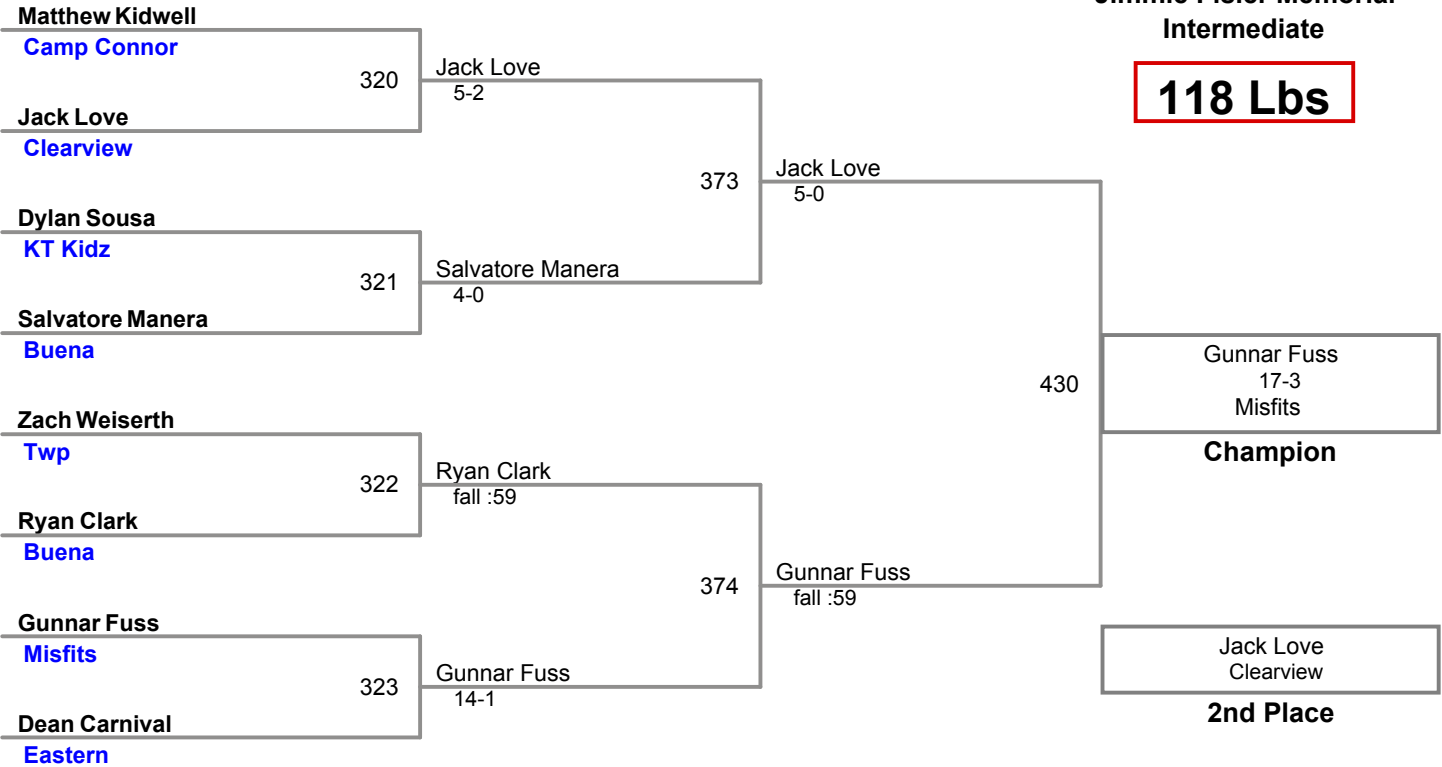 Matthew Kidwell
Camp Connor
320
Jack Love
5-2
Jack Love
Clearview
373
Jack Love
5-0
Dylan Sousa
KT Kidz
321
Salvatore Manera
4-0
Salvatore Manera
Buena
430
Zach Weiserth
Twp
322
Ryan Clark
fall :59
Ryan Clark
Buena
374
Gunnar Fuss
fall :59
Gunnar Fuss
Misfits
323
Gunnar Fuss
14-1
Dean Carnival
Eastern
Memorial
Intermediate
118 Lbs
Gunnar Fuss
17-3
Misfits
Champion
Jack Love
Clearview
2nd Place